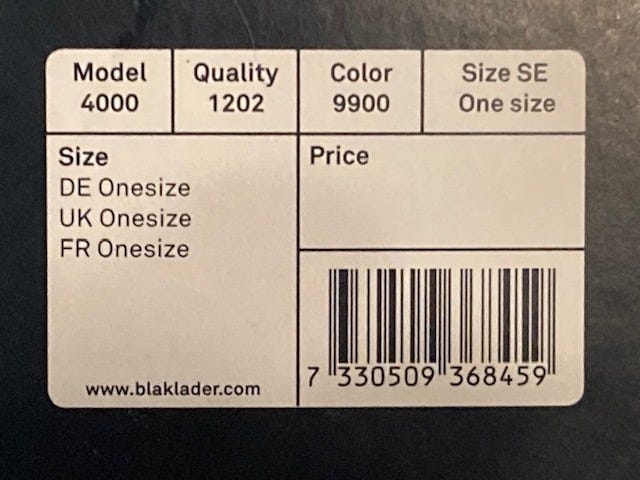 Model Quality Color Size SE
4000 1202 9900 One size
Size
DE Onesize
UK Onesize
FR Onesize
Price
7 330509 368459
www.blaklader.com